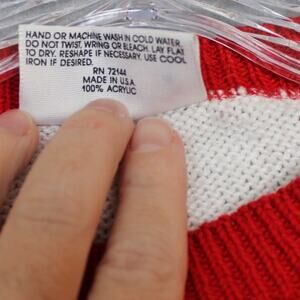 HAND OR MACHINE WASH IN COLD WATER.
DO NOT TWIST, WRING OR BLEACH. LAY FLAT
TO DRY. RESHAPE IF NECESSARY. USE COOL
IRON IF DESIRED.
RN 72144
MADE IN U.S.A.
100% ACRYLIC